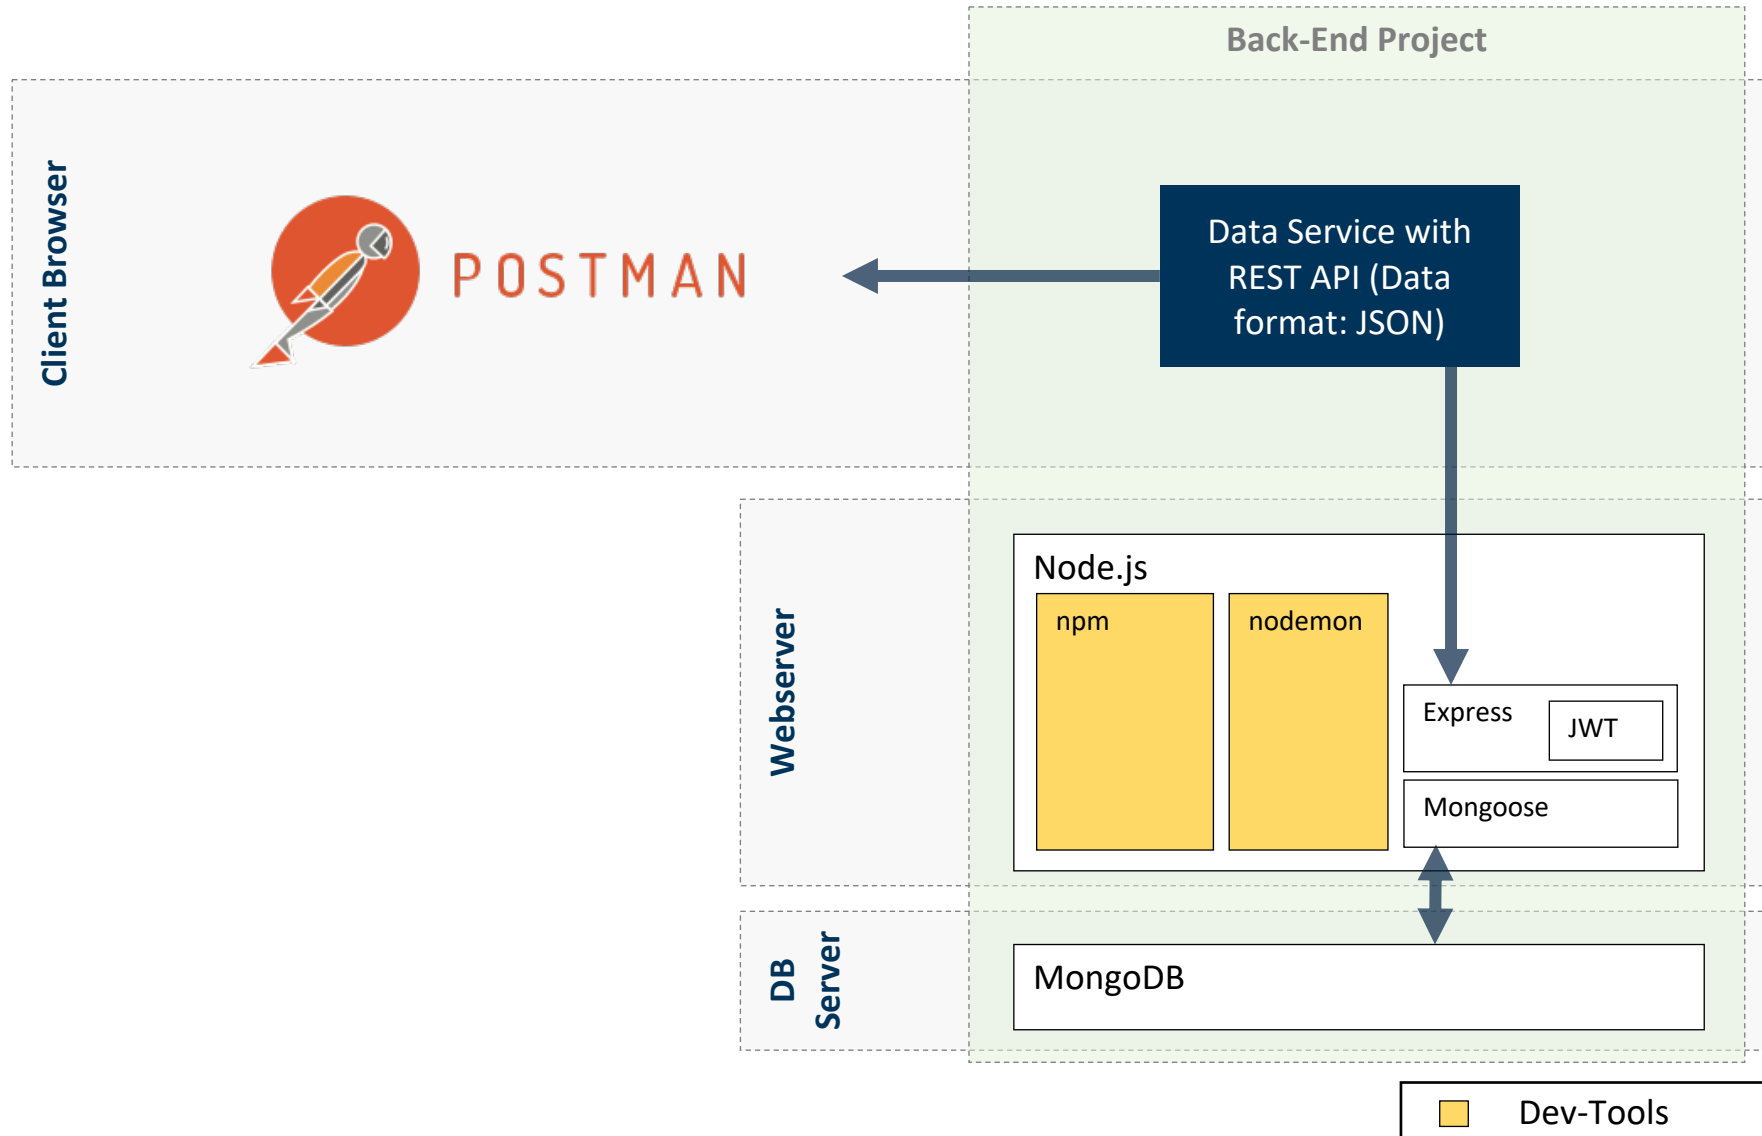 Back-End Project
Client Browser
POSTMAN
Data Service with
REST API (Data
format: JSON)
Webserver
Node.js
npm
nodemon
Express
JWT
Mongoose
DB
Server
MongoDB
Dev-Tools